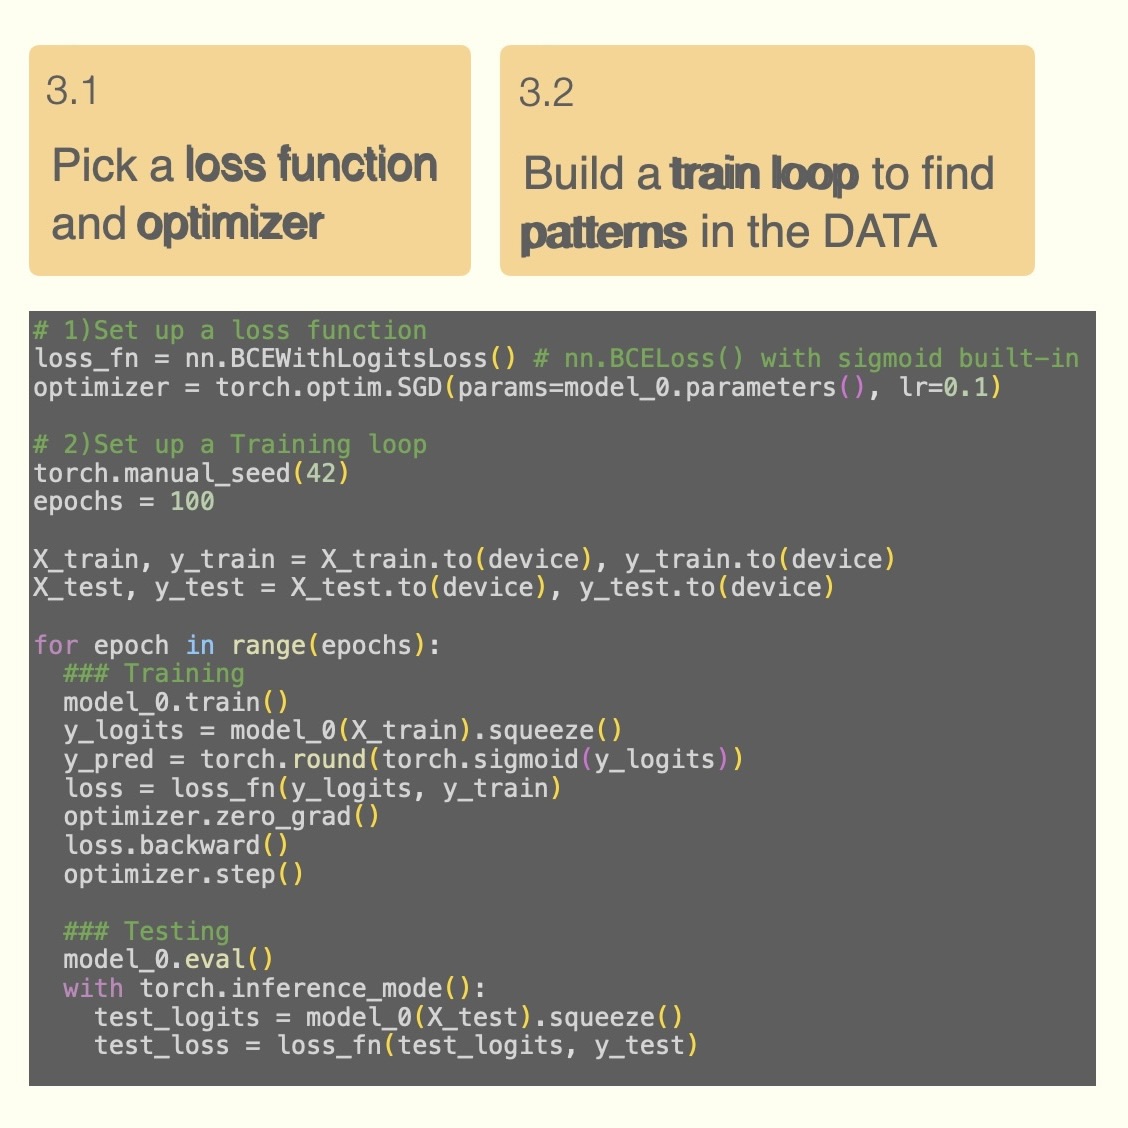 3.1
Pick a loss function
and optimizer
3.2
Build a train loop to find
patterns in the DATA
# 1)Set up a loss function
loss_fn = nn.BCEWithLogitsLoss() # nn.BCELoss() with sigmoid built-in
optimizer = torch.optim.SGD(params=model_0.parameters(), lr=0.1)
# 2)Set up a Training loop
torch.manual_seed(42)
epochs = 100
X_train, y_train = X_train.to(device), y_train.to(device)
X_test, y_test = X_test.to(device), y_test.to(device)
for epoch in range(epochs):
  ### Training
  model_0.train()
  y_logits = model_0(X_train).squeeze()
  y_pred = torch.round(torch.sigmoid(y_logits))
  loss = loss_fn(y_logits, y_train)
  optimizer.zero_grad()
  loss.backward()
  optimizer.step()
  ### Testing
  model_0.eval()
  with torch.inference_mode():
    test_logits = model_0(X_test).squeeze()
    test_loss = loss_fn(test_logits, y_test)